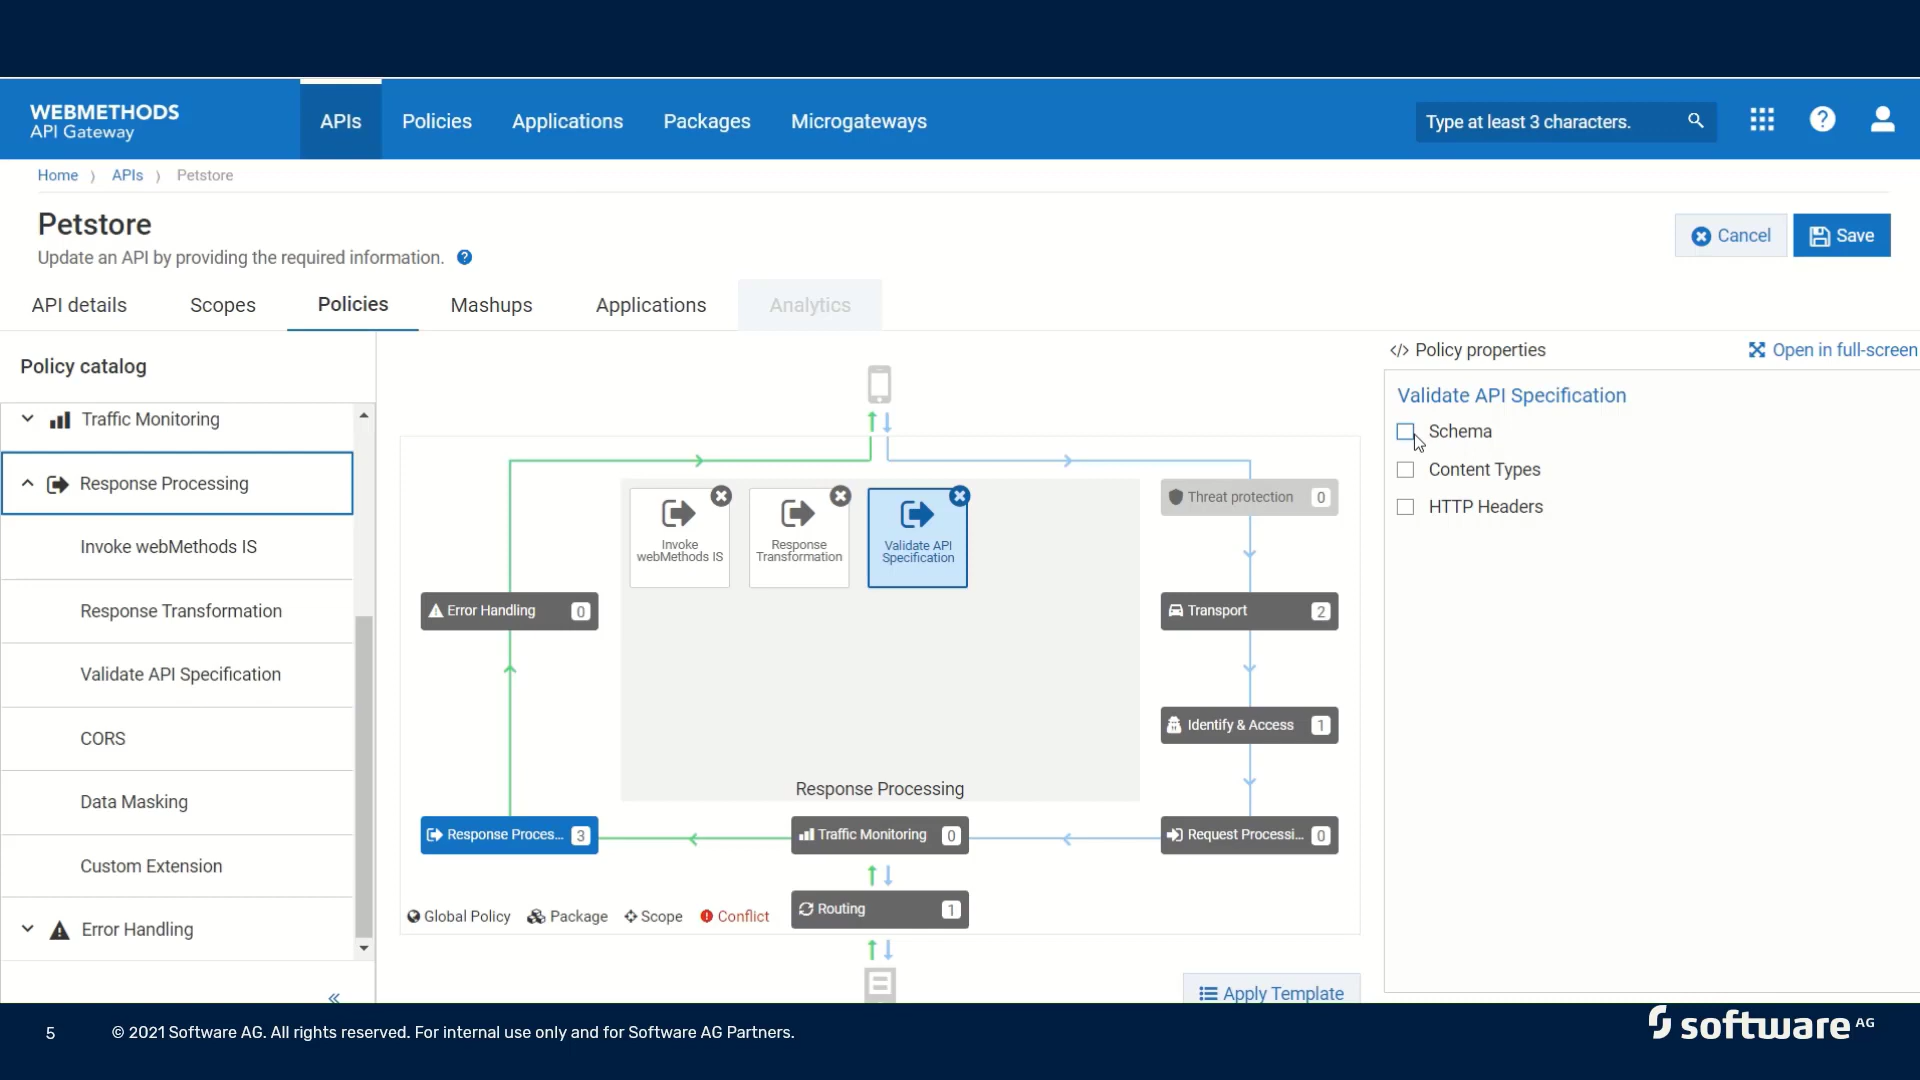 WEBMETHODS
API Gateway
APIs
Policies
Applications
Packages
Microgateways
Type at least 3 characters.
Home
APIs
Petstore
Petstore
Update an API by providing the required information.
Cancel
Save
API details
Scopes
Policies
Mashups
Applications
Analytics
Policy catalog
Traffic Monitoring
Response Processing
Invoke webMethods IS
Response Transformation
Validate API Specification
CORS
Data Masking
Custom Extension
Error Handling
Invoke
webMethods IS
Response
Transformation
Validate API
Specification
Threat protection 0
Error Handling 0
Transport 2
Identify & Access 1
Response Processing
Response Proces... 3
Traffic Monitoring 0
Request Processi... 0
Routing 1
Global Policy
Package
Scope
Conflict
Apply Template
Policy properties
Open in full-screen
Validate API Specification
Schema
Content Types
HTTP Headers
5
© 2021 Software AG. All rights reserved. For internal use only and for Software AG Partners.
software AG